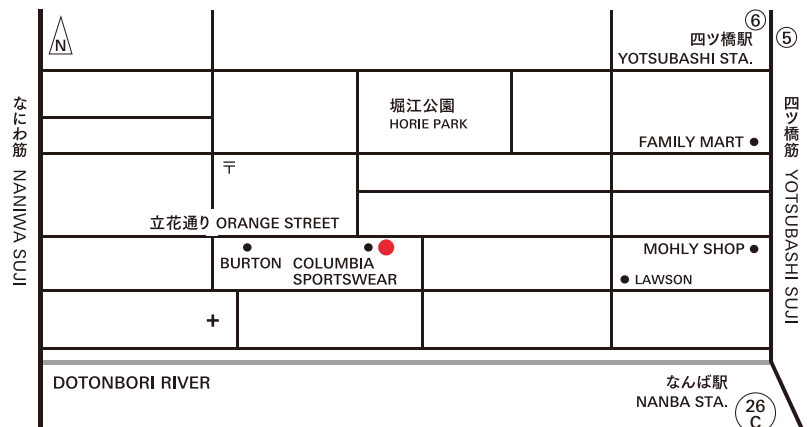 N
四ツ橋駅
YOTSUBASHI STA.
⑥
⑤
なにわ筋 NANIWA SUJI
堀江公園
HORIE PARK
FAMILY MART
四ツ橋筋 YOTSUBASHI SUJI
〒
立花通り ORANGE STREET
BURTON
COLUMBIA
SPORTSWEAR
MOHLY SHOP
LAWSON
DOTONBORI RIVER
なんば駅
NANBA STA.
26
C